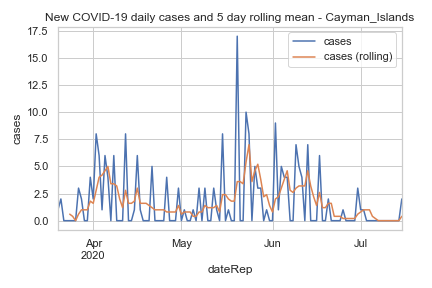 New COVID-19 daily cases and 5 day rolling mean - Cayman_Islands
17.5
15.0
12.5
10.0
7.5
5.0
2.5
0.0
cases
cases
cases (rolling)
Apr
2020
May
Jun
Jul
dateRep